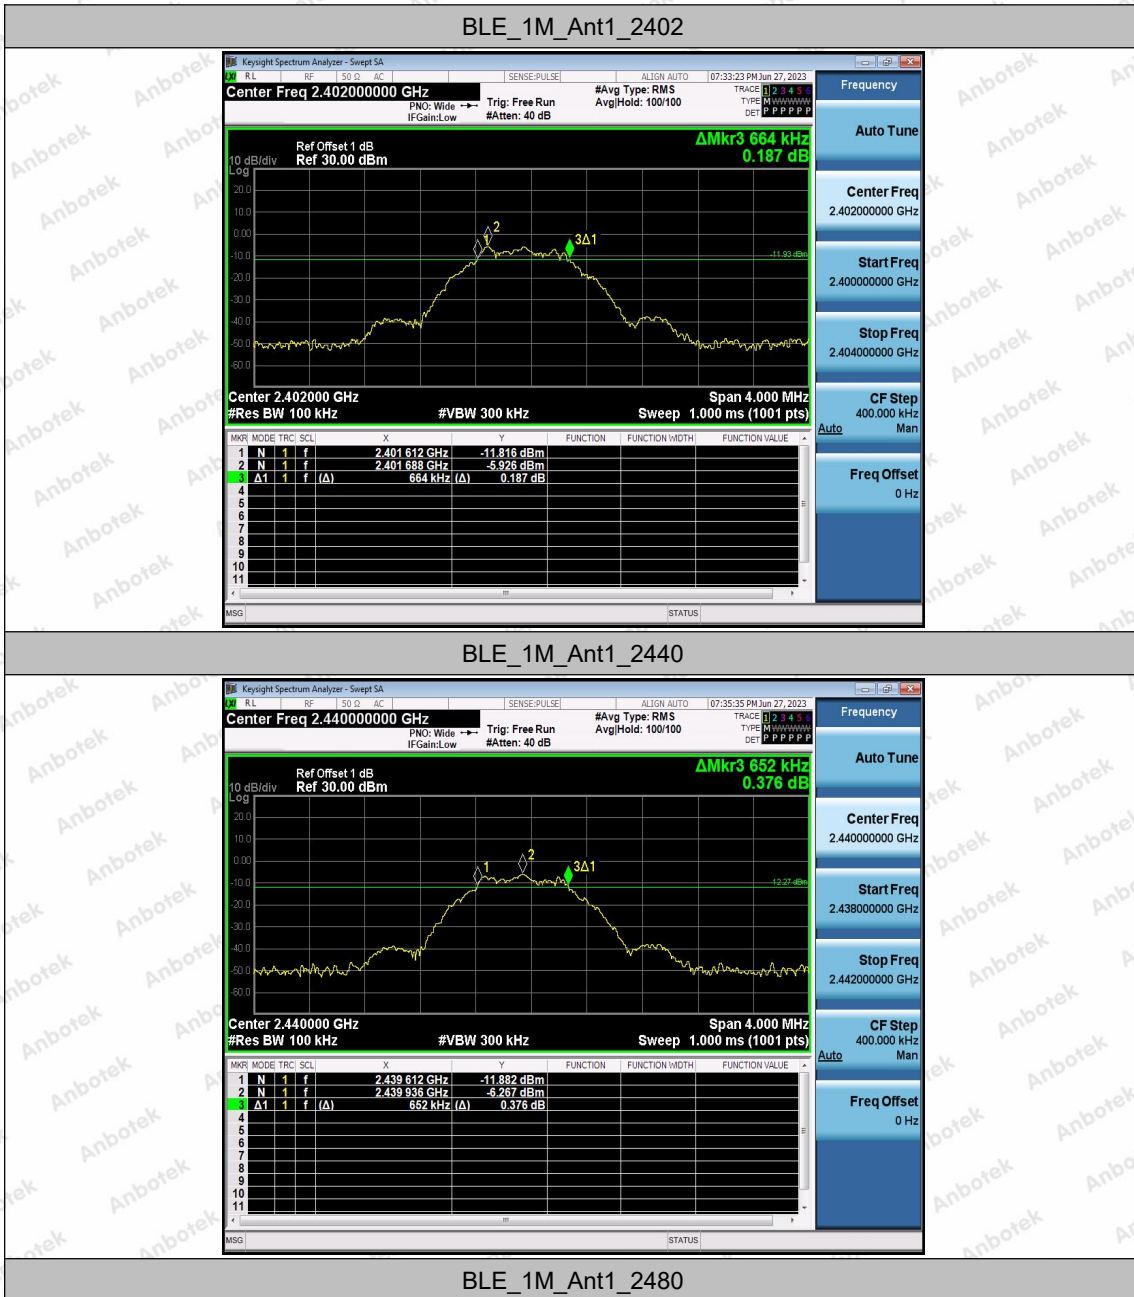 BLE_1M_Ant1_2402
Keysight Spectrum Analyzer - Swept SA
RL RF 50 Ω AC SENSE:PULSE ALIGN AUTO 07:33:23 PM Jun 27, 2023
Center Freq 2.402000000 GHz #Avg Type: RMS TRACE 1 2 3 4 5 6
PNO: Wide Trig: Free Run Avg|Hold: 100/100 TYPE M W W W W W
IFGain:Low #Atten: 40 dB DET P P P P P P
Frequency
Auto Tune
Center Freq
2.402000000 GHz
Start Freq
2.400000000 GHz
Stop Freq
2.404000000 GHz
CF Step
400.000 kHz
Auto Man
Freq Offset
0 Hz
ΔMkr3 664 kHz
0.187 dB
Ref Offset 1 dB
10 dB/div Ref 30.00 dBm
Log
20.0
10.0
0.00
-10.0
-20.0
-30.0
-40.0
-50.0
-60.0
1
2
3Δ1
-11.93 dBm
Center 2.402000 GHz Span 4.000 MHz
#Res BW 100 kHz #VBW 300 kHz Sweep 1.000 ms (1001 pts)
MKR MODE TRC SCL X Y FUNCTION FUNCTION WIDTH FUNCTION VALUE
1 N 1 f 2.401 612 GHz -11.816 dBm
2 N 1 f 2.401 688 GHz -5.926 dBm
3 Δ1 1 f (Δ) 664 kHz (Δ) 0.187 dB
4
5
6
7
8
9
10
11
MSG STATUS
BLE_1M_Ant1_2440
Keysight Spectrum Analyzer - Swept SA
RL RF 50 Ω AC SENSE:PULSE ALIGN AUTO 07:35:35 PM Jun 27, 2023
Center Freq 2.440000000 GHz #Avg Type: RMS TRACE 1 2 3 4 5 6
PNO: Wide Trig: Free Run Avg|Hold: 100/100 TYPE M W W W W W
IFGain:Low #Atten: 40 dB DET P P P P P P
Frequency
Auto Tune
Center Freq
2.440000000 GHz
Start Freq
2.438000000 GHz
Stop Freq
2.442000000 GHz
CF Step
400.000 kHz
Auto Man
Freq Offset
0 Hz
ΔMkr3 652 kHz
0.376 dB
Ref Offset 1 dB
10 dB/div Ref 30.00 dBm
Log
20.0
10.0
0.00
-10.0
-20.0
-30.0
-40.0
-50.0
-60.0
1
2
3Δ1
-12.27 dBm
Center 2.440000 GHz Span 4.000 MHz
#Res BW 100 kHz #VBW 300 kHz Sweep 1.000 ms (1001 pts)
MKR MODE TRC SCL X Y FUNCTION FUNCTION WIDTH FUNCTION VALUE
1 N 1 f 2.439 612 GHz -11.882 dBm
2 N 1 f 2.439 936 GHz -6.267 dBm
3 Δ1 1 f (Δ) 652 kHz (Δ) 0.376 dB
4
5
6
7
8
9
10
11
MSG STATUS
BLE_1M_Ant1_2480